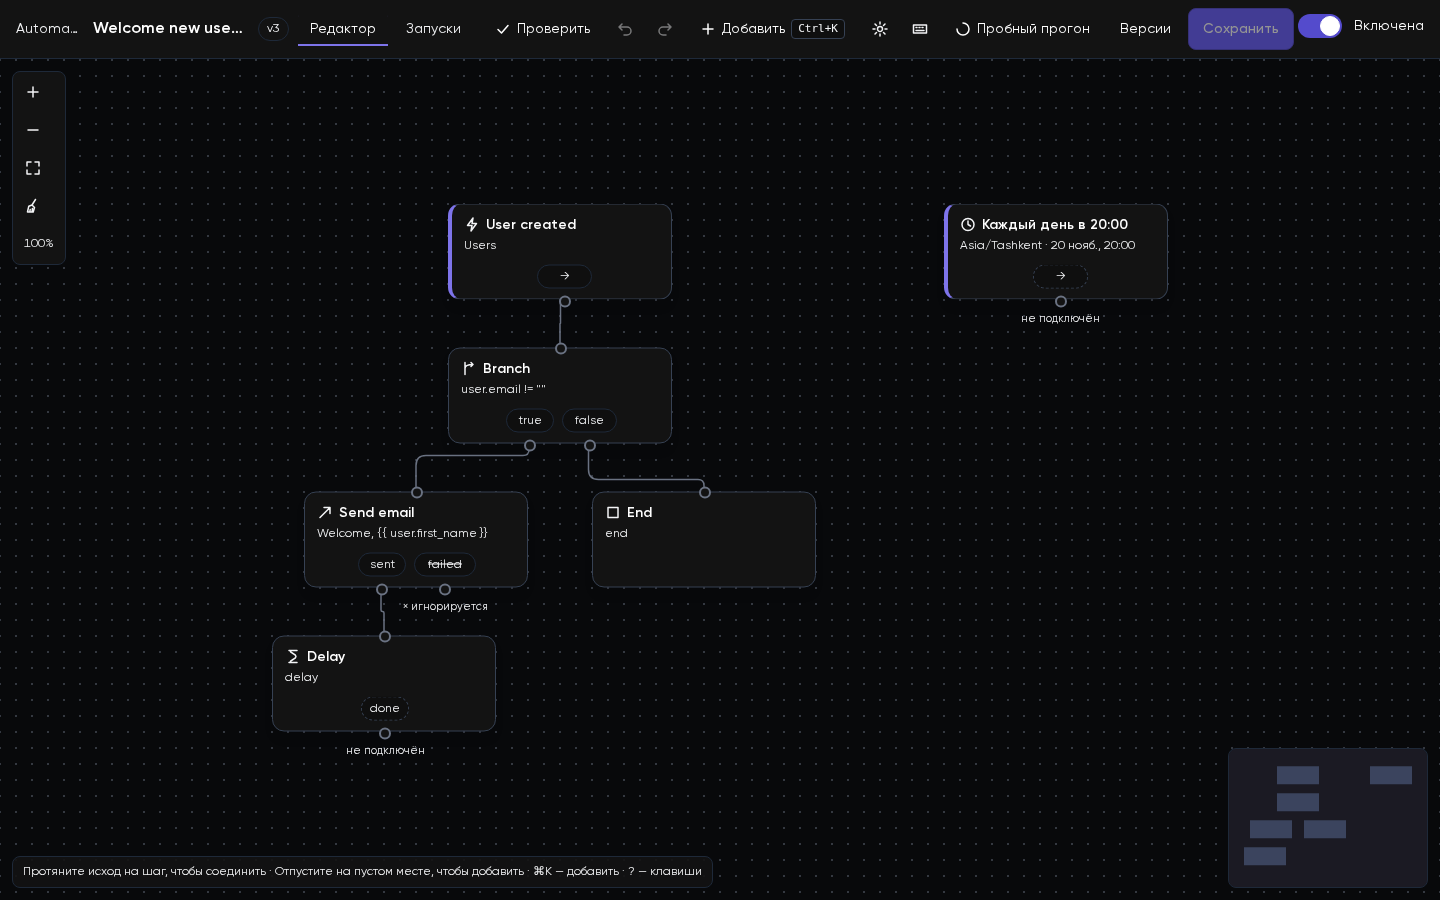 Automa…
Welcome new use...
v3
Редактор
Запуски
Проверить
Добавить
Ctrl+K
Пробный прогон
Версии
Сохранить
Включена
100%
User created
Users
→
Каждый день в 20:00
Asia/Tashkent · 20 нояб., 20:00
→
не подключён
Branch
user.email != ""
true
false
Send email
Welcome, {{ user.first_name }}
sent
failed
× игнорируется
End
end
Delay
delay
done
не подключён
Протяните исход на шаг, чтобы соединить · Отпустите на пустом месте, чтобы добавить · ⌘K — добавить · ? — клавиши